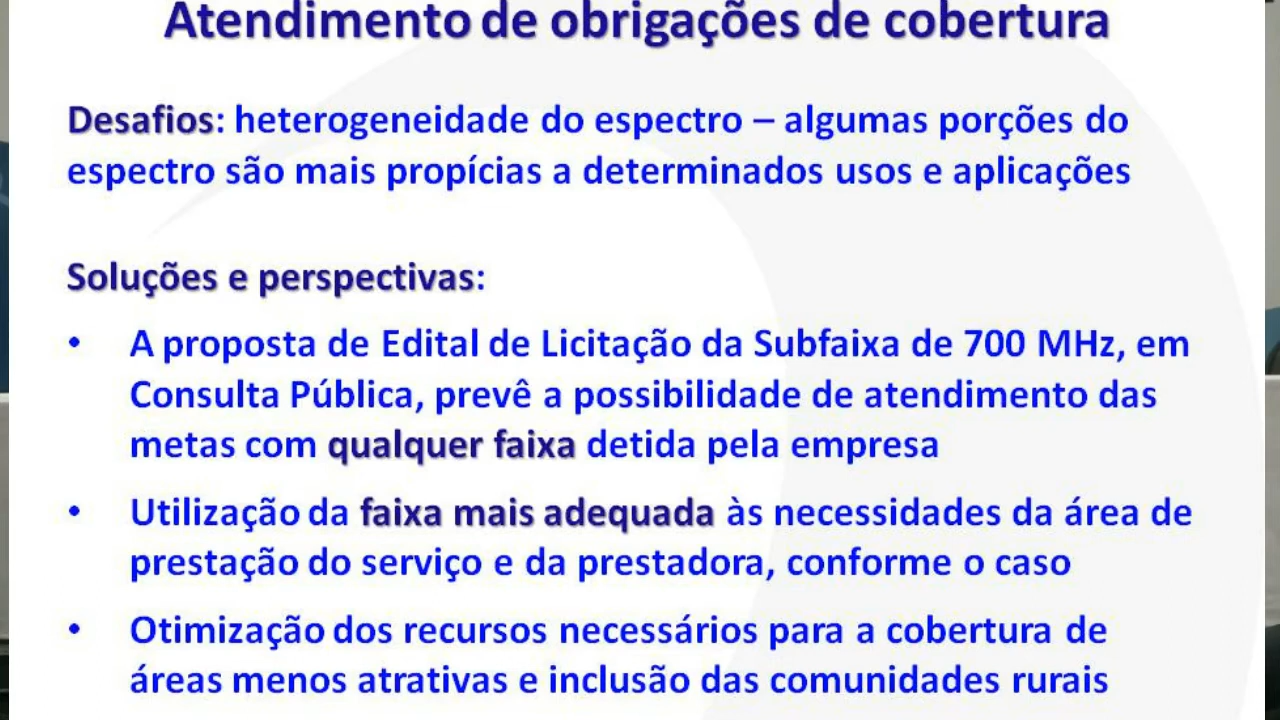 Atendimento de obrigações de cobertura
Desafios: heterogeneidade do espectro – algumas porções do
espectro são mais propícias a determinados usos e aplicações
Soluções e perspectivas:
• A proposta de Edital de Licitação da Subfaixa de 700 MHz, em
Consulta Pública, prevê a possibilidade de atendimento das
metas com qualquer faixa detida pela empresa
• Utilização da faixa mais adequada às necessidades da área de
prestação do serviço e da prestadora, conforme o caso
• Otimização dos recursos necessários para a cobertura de
áreas menos atrativas e inclusão das comunidades rurais